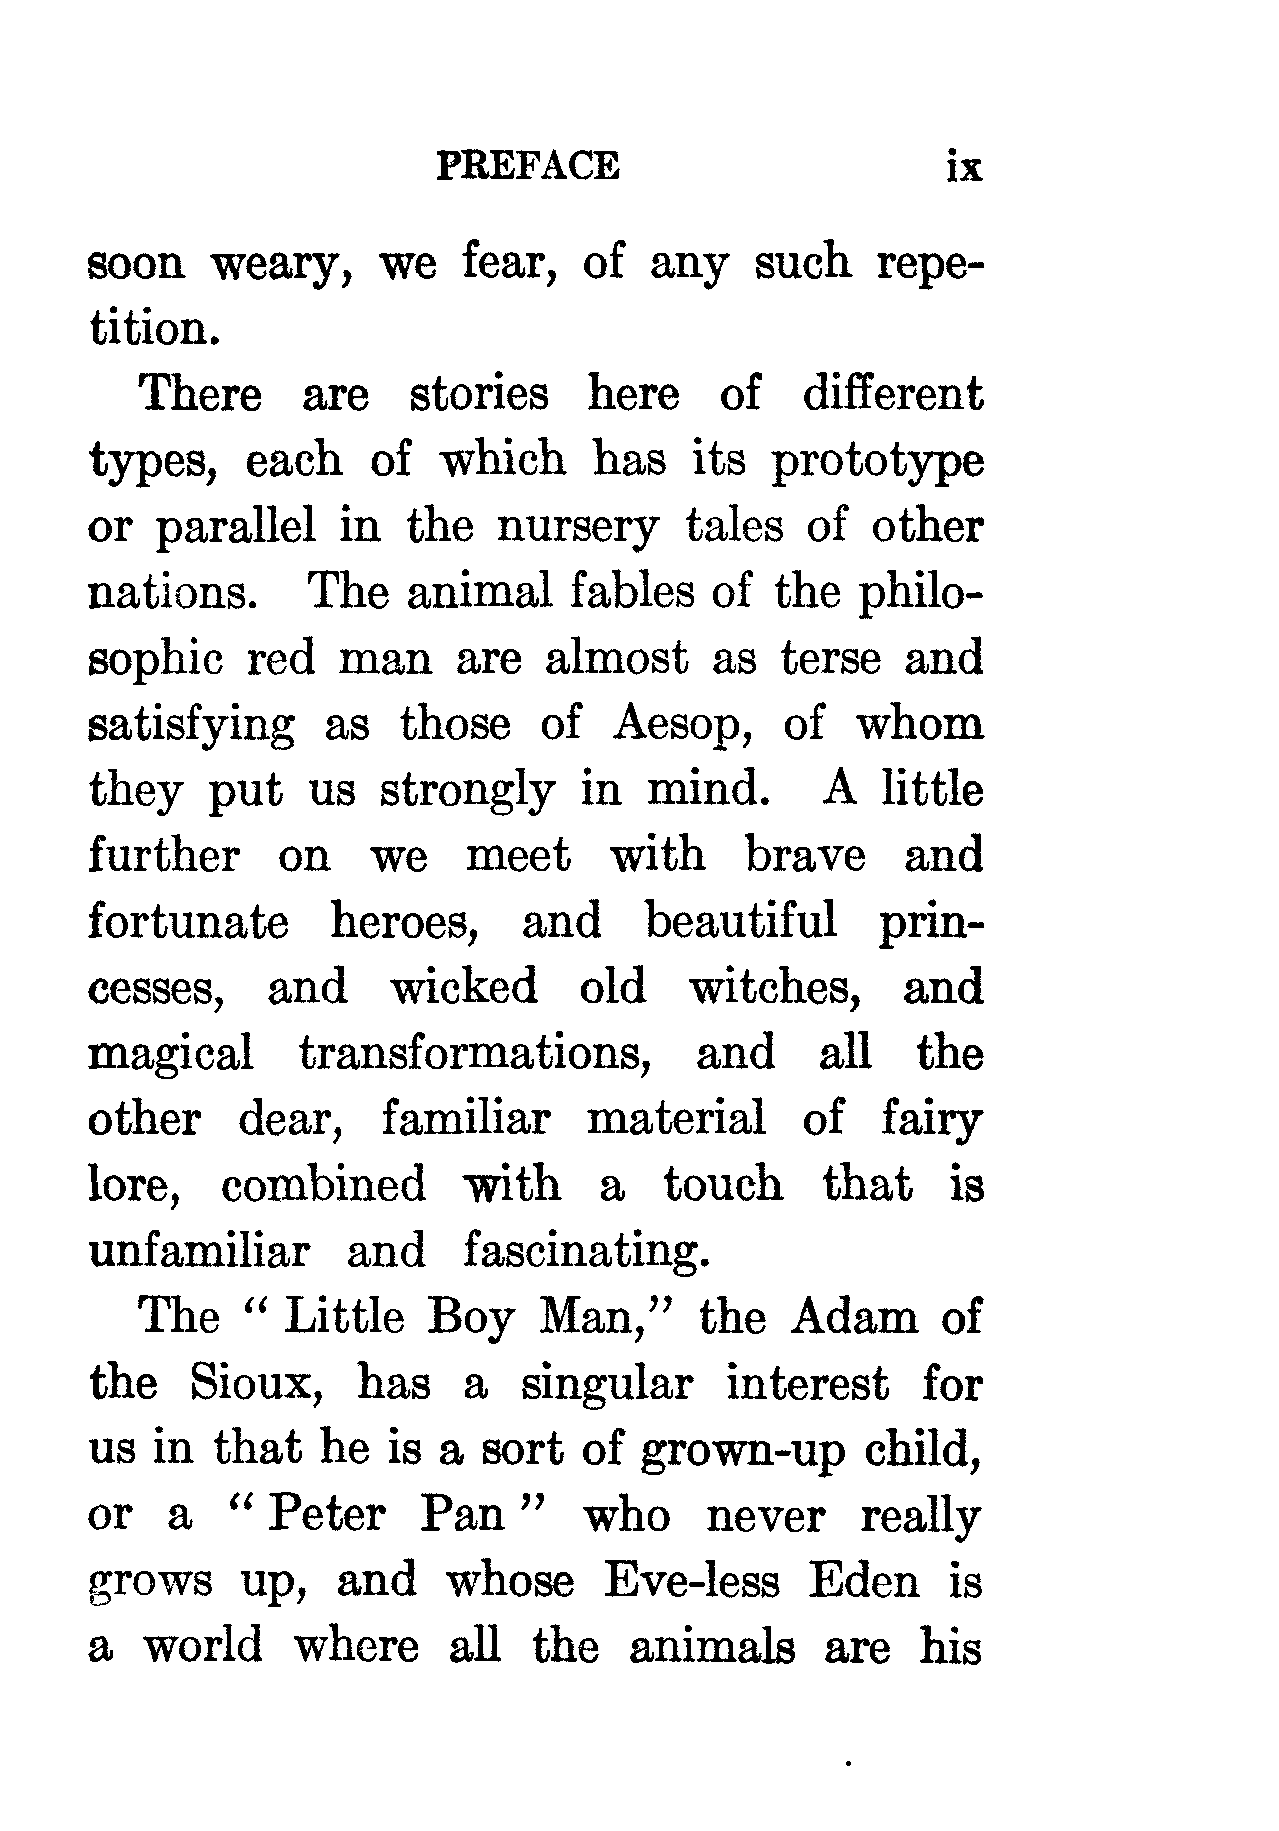 PREFACE ix
soon weary, we fear, of any such repe-
tition.
There are stories here of different
types, each of which has its prototype
or parallel in the nursery tales of other
nations. The animal fables of the philo-
sophic red man are almost as terse and
satisfying as those of Aesop, of whom
they put us strongly in mind. A little
further on we meet with brave and
fortunate heroes, and beautiful prin-
cesses, and wicked old witches, and
magical transformations, and all the
other dear, familiar material of fairy
lore, combined with a touch that is
unfamiliar and fascinating.
The “ Little Boy Man,” the Adam of
the Sioux, has a singular interest for
us in that he is a sort of grown-up child,
or a “ Peter Pan ” who never really
grows up, and whose Eve-less Eden is
a world where all the animals are his